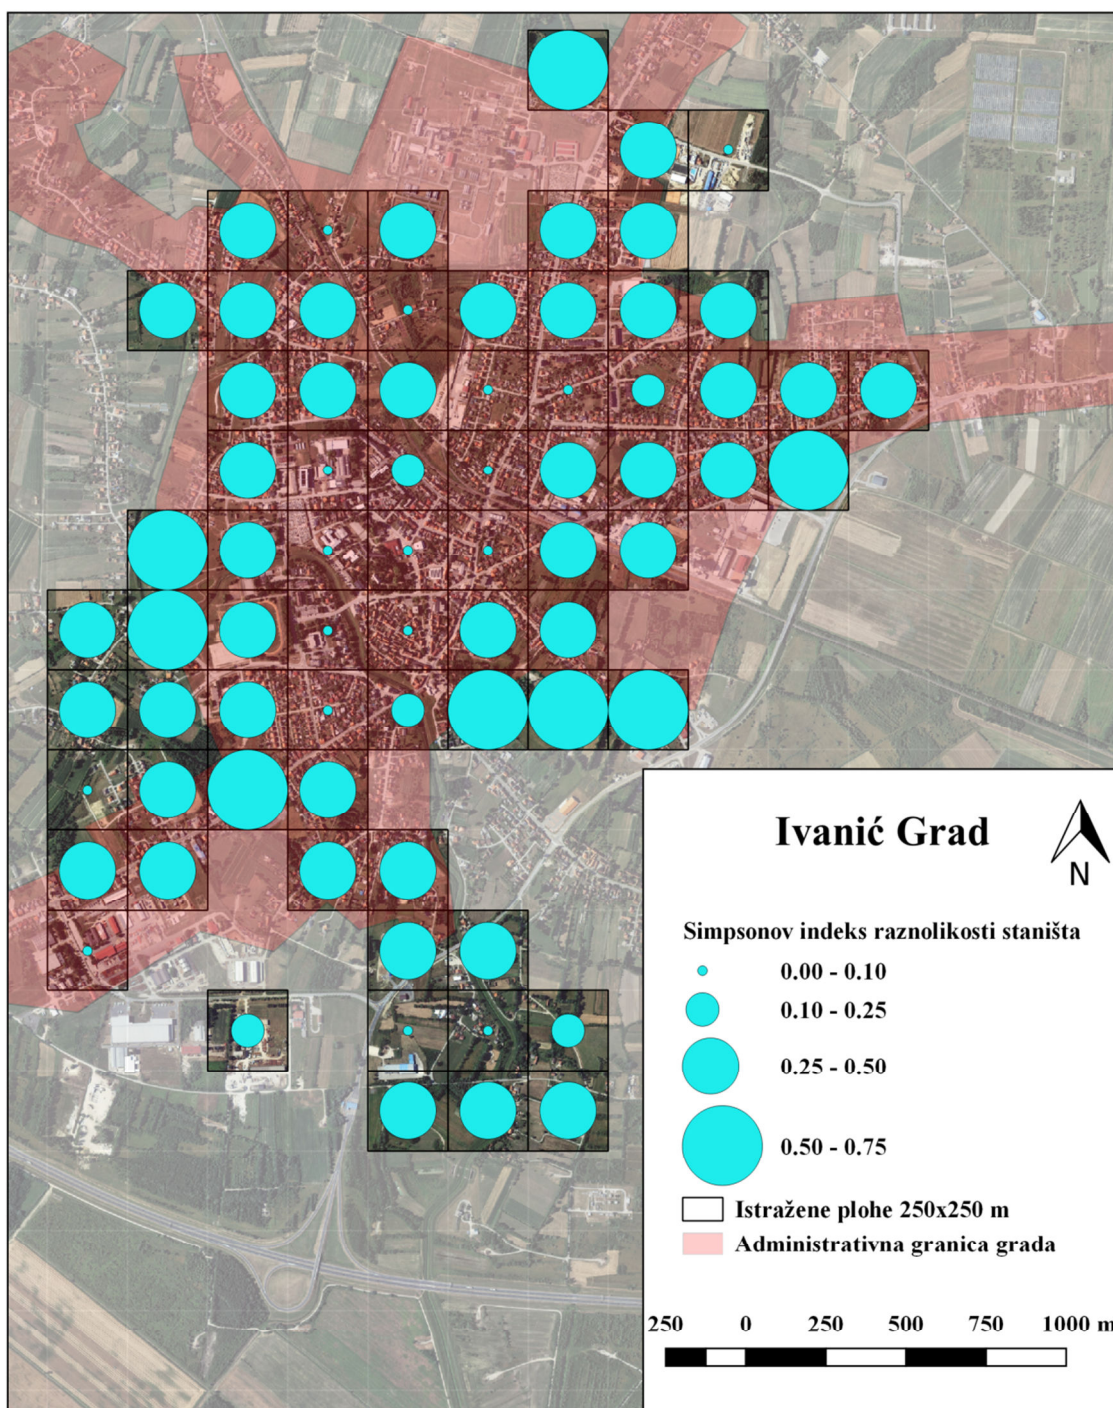 Ivanić Grad
N
Simpsonov indeks raznolikosti staništa
0.00 - 0.10
0.10 - 0.25
0.25 - 0.50
0.50 - 0.75
Istražene plohe 250x250 m
Administrativna granica grada
250 0 250 500 750 1000 m